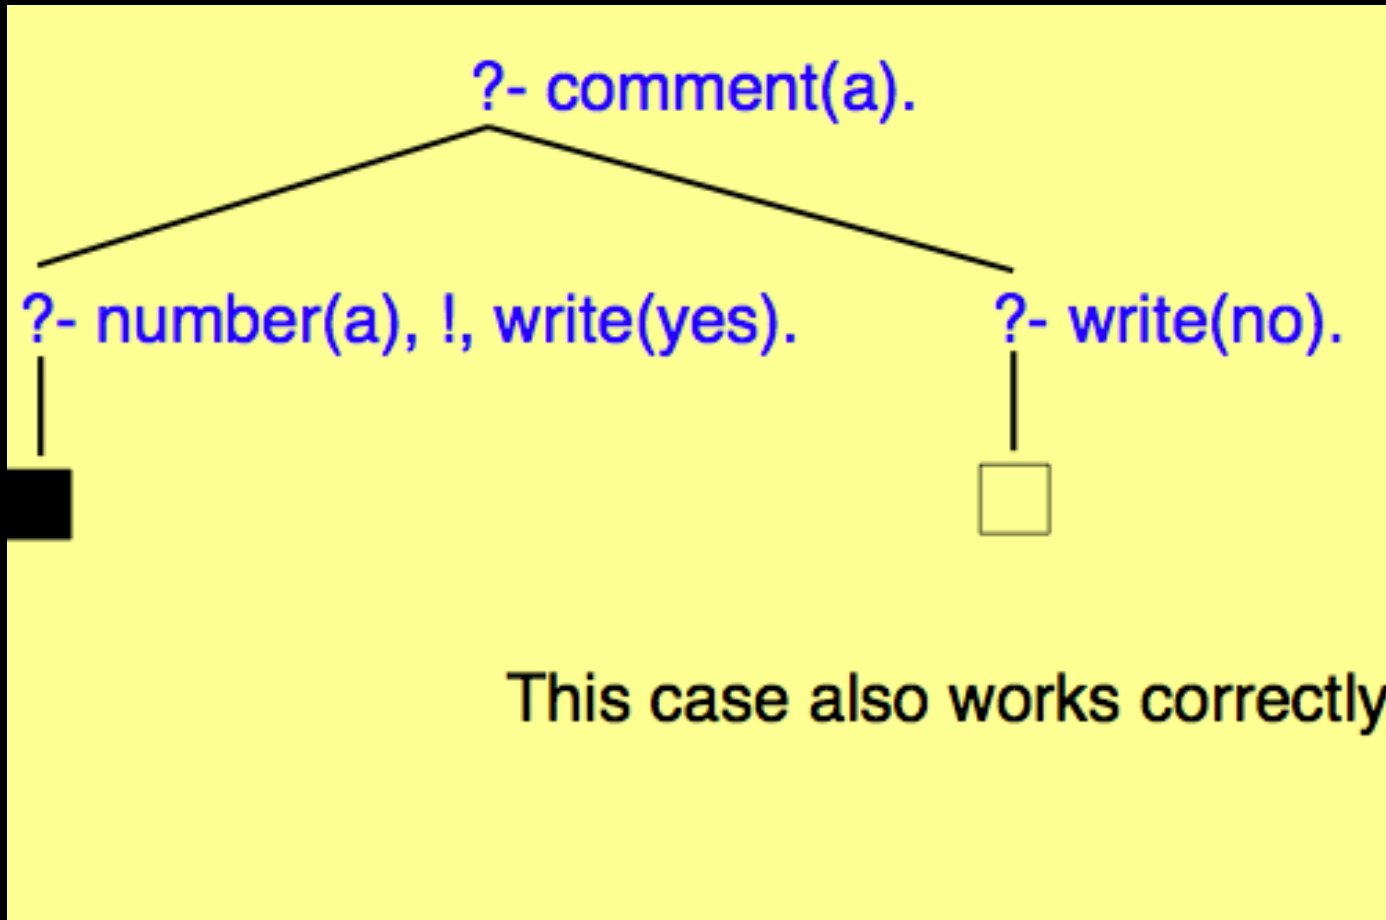 ?- comment(a).
?- number(a), !, write(yes). ?- write(no).
This case also works correctly